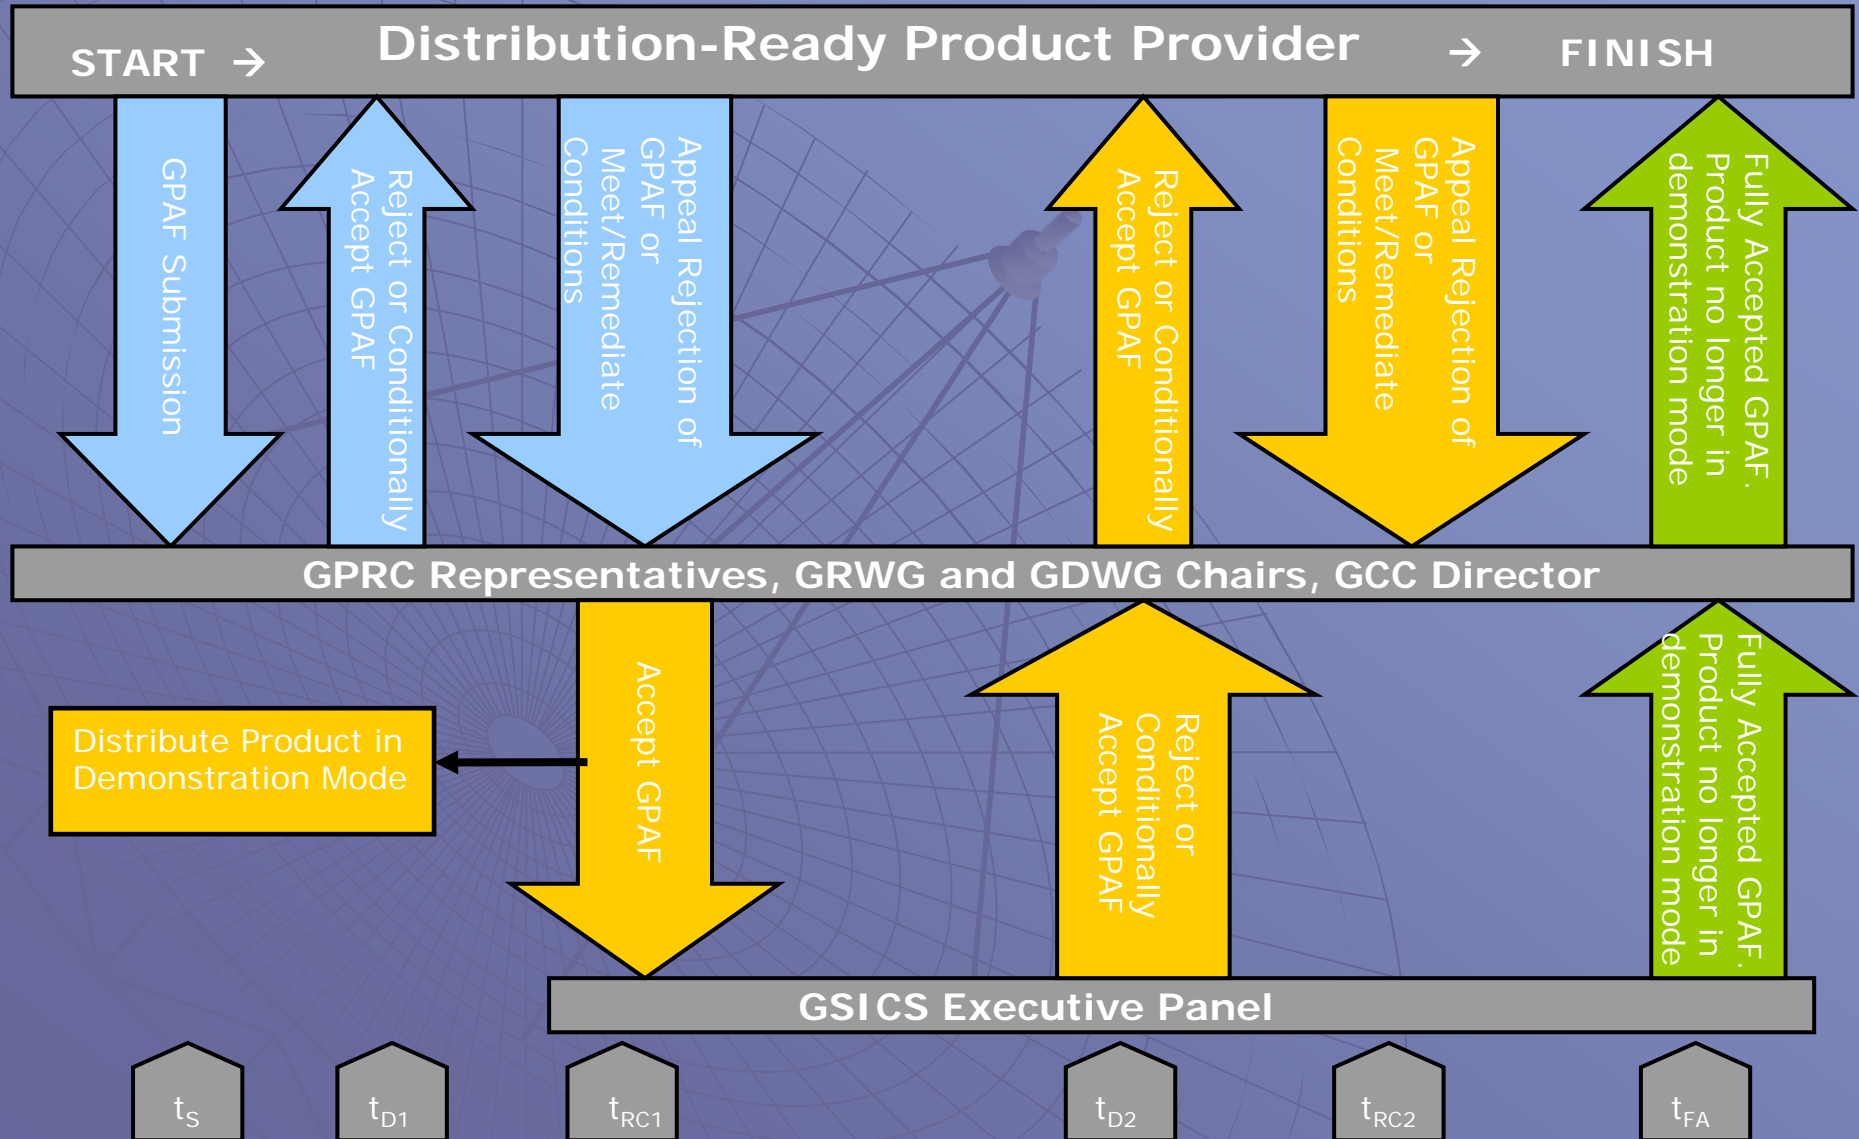 START → Distribution-Ready Product Provider → FINISH
GPAF Submission
Reject or Conditionally
Accept GPAF
Appeal Rejection of
GPAF or
Meet/Remediate
Conditions
Reject or Conditionally
Accept GPAF
Appeal Rejection of
GPAF or
Meet/Remediate
Conditions
Fully Accepted GPAF.
Product no longer in
demonstration mode
GPRC Representatives, GRWG and GDWG Chairs, GCC Director
Distribute Product in
Demonstration Mode
Accept GPAF
Reject or
Conditionally
Accept GPAF
Fully Accepted GPAF.
Product no longer in
demonstration mode
GSICS Executive Panel
tS
tD1
tRC1
tD2
tRC2
tFA